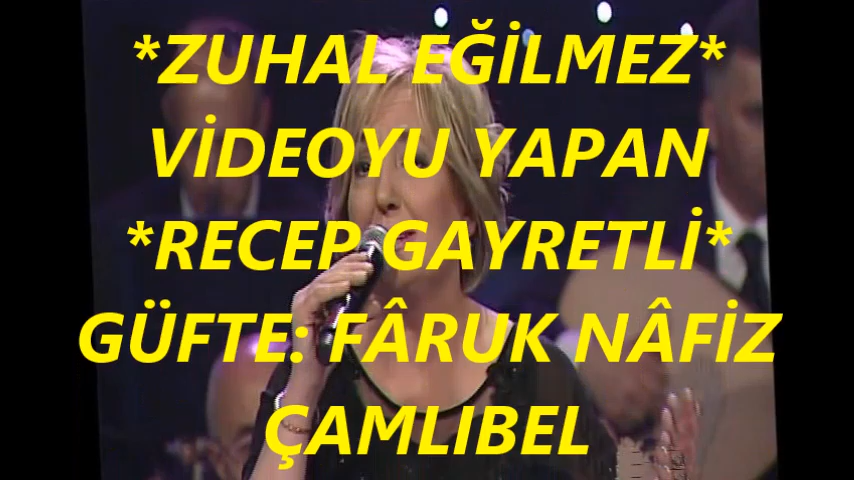 *ZUHAL EĞİLMEZ*
VİDEOYU YAPAN
*RECEP GAYRETLİ*
GÜFTE: FÂRUK NÂFİZ
ÇAMLIBEL